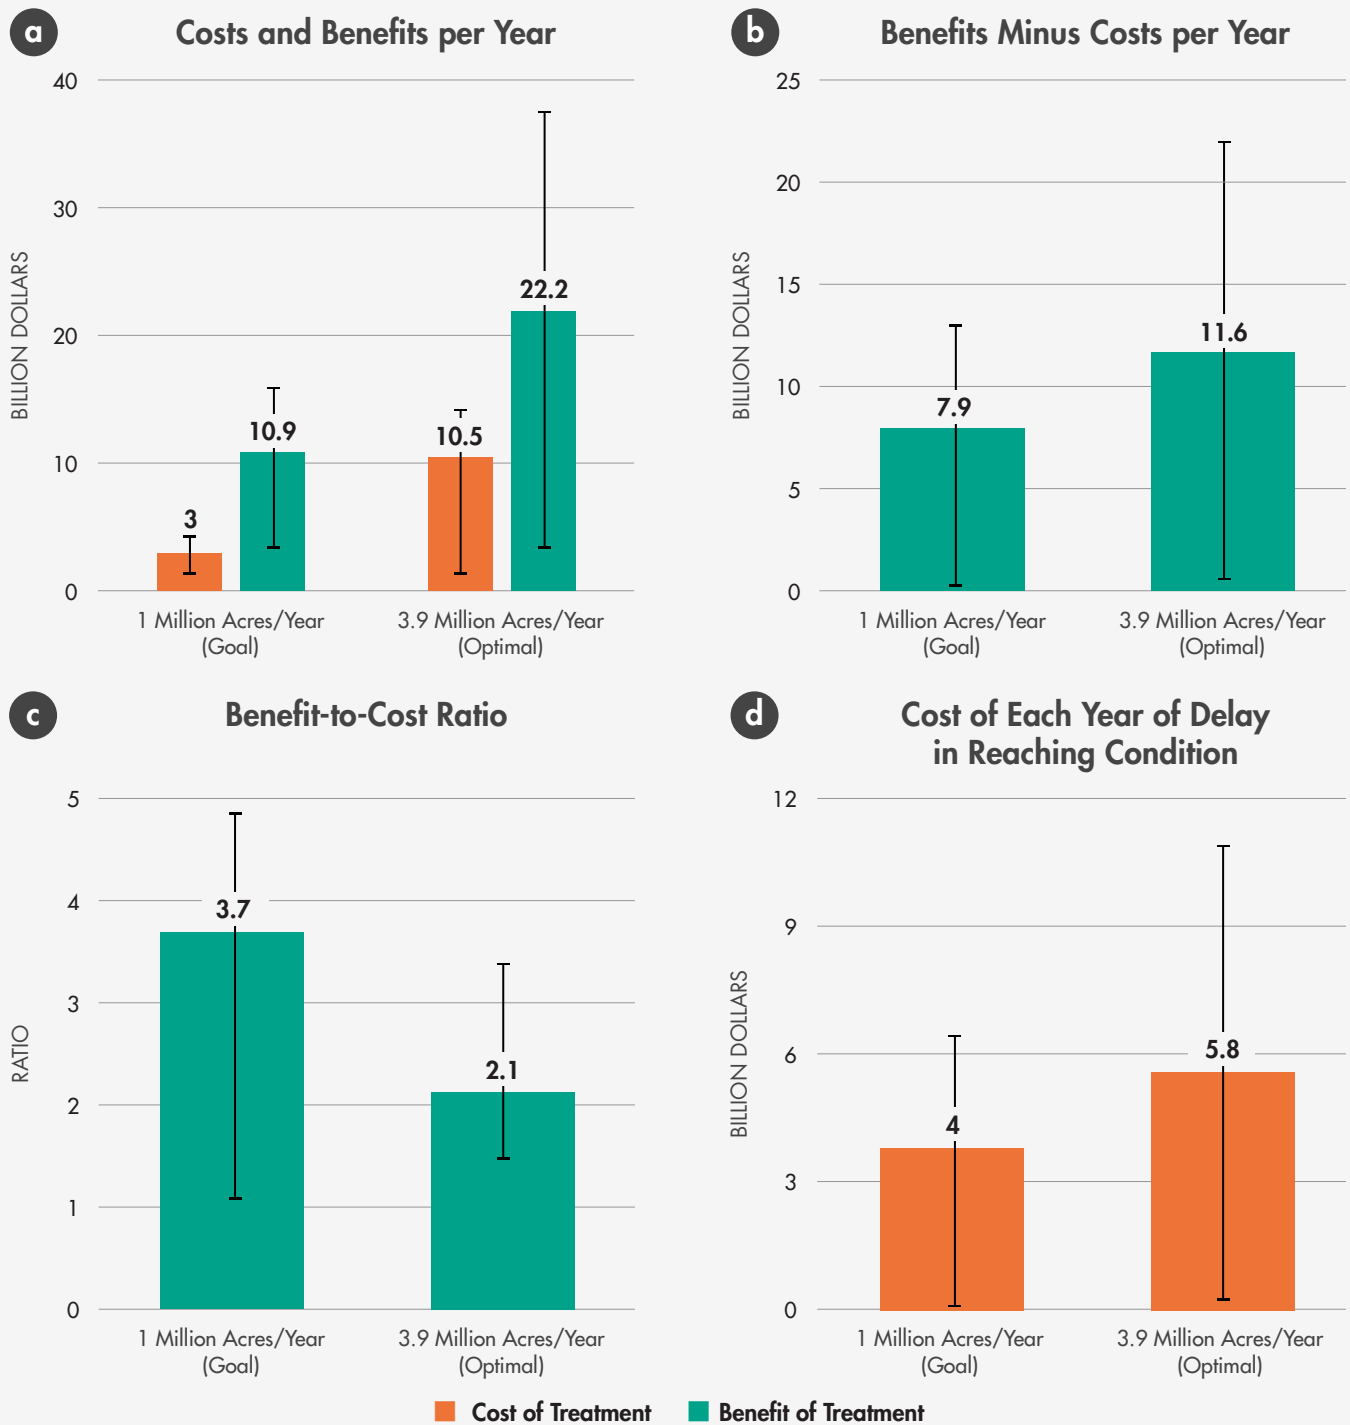 a
Costs and Benefits per Year
BILLION DOLLARS
40
30
20
10
0
3
10.9
10.5
22.2
1 Million Acres/Year
(Goal)
3.9 Million Acres/Year
(Optimal)
b
Benefits Minus Costs per Year
BILLION DOLLARS
25
20
15
10
5
0
7.9
11.6
1 Million Acres/Year
(Goal)
3.9 Million Acres/Year
(Optimal)
c
Benefit-to-Cost Ratio
RATIO
5
4
3
2
1
0
3.7
2.1
1 Million Acres/Year
(Goal)
3.9 Million Acres/Year
(Optimal)
d
Cost of Each Year of Delay
in Reaching Condition
BILLION DOLLARS
12
9
6
3
0
4
5.8
1 Million Acres/Year
(Goal)
3.9 Million Acres/Year
(Optimal)
Cost of Treatment
Benefit of Treatment